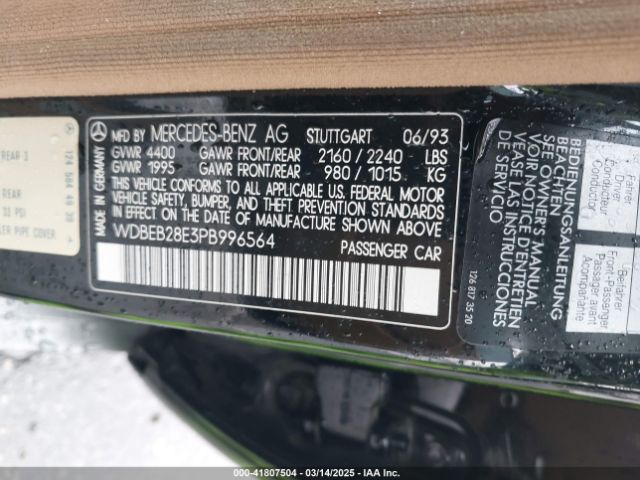 MFD BY MERCEDES-BENZ AG STUTTGART 06/93
GVWR 4400 GAWR FRONT/REAR 2160 / 2240 LBS
GVWR 1995 GAWR FRONT/REAR 980 / 1015 KG
THIS VEHICLE CONFORMS TO ALL APPLICABLE U.S. FEDERAL MOTOR
VEHICLE SAFETY, BUMPER, AND THEFT PREVENTION STANDARDS
IN EFFECT ON THE DATE OF MANUFACTURE SHOWN ABOVE.
WDBEB28E3PB996564 PASSENGER CAR
MADE IN GERMANY
REAR
33 PSI
PIPE COVER
BEDIENUNGSANLEITUNG
BEACHTEN
SEE OWNER'S MANUAL
VOIR NOTICE D'ENTRETIEN
VEASE LAS INSTRUCCIONES
DE SERVICIO
126 817 35 20
Fahrer
Driver
Conducteur
Conductor
Beifahrer
Front-Passenger
Passager avant
Acompañante
000-41807504 - 03/14/2025 - IAA Inc.